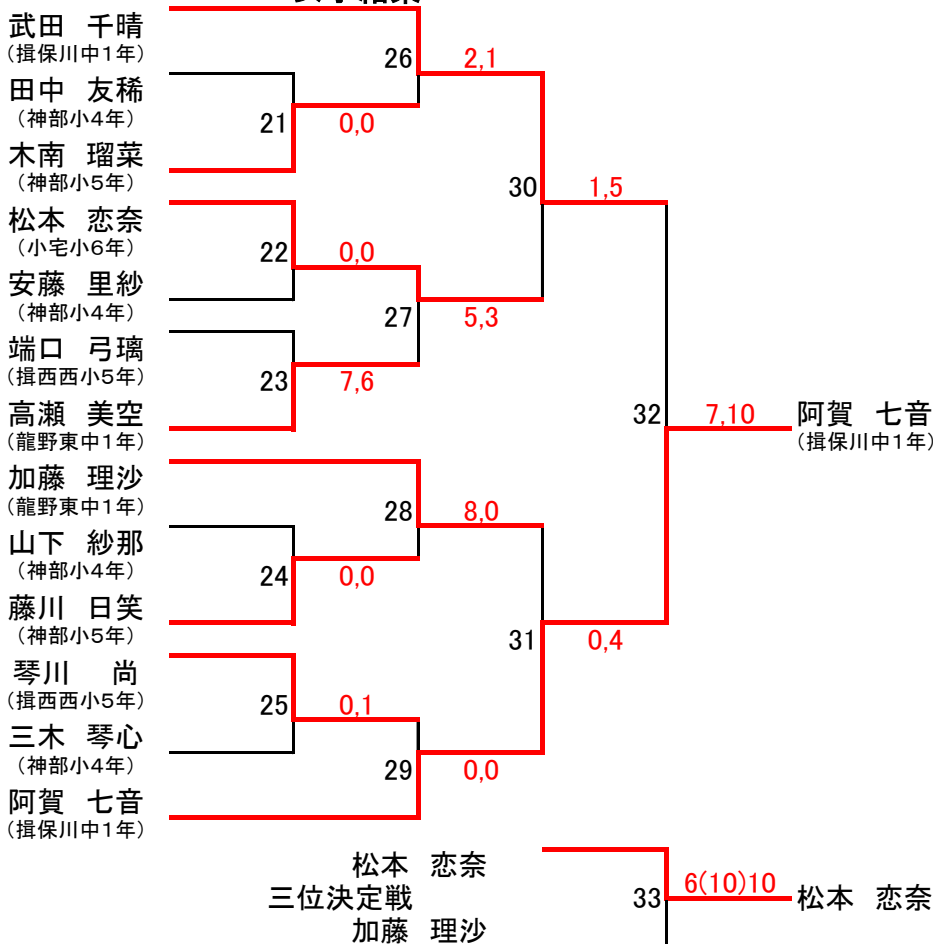 武田 千晴
(揖保川中1年)
26
2,1
田中 友稀
(神部小4年)
21
0,0
木南 瑠菜
(神部小5年)
30
1,5
松本 恋奈
(小宅小6年)
22
0,0
安藤 里紗
(神部小4年)
27
5,3
端口 弓璃
(揖西西小5年)
23
7,6
高瀬 美空
(龍野東中1年)
32
7,10
阿賀 七音
(揖保川中1年)
加藤 理沙
(龍野東中1年)
28
8,0
山下 紗那
(神部小4年)
24
0,0
藤川 日笑
(神部小5年)
31
0,4
琴川 尚
(揖西西小5年)
25
0,1
三木 琴心
(神部小4年)
29
0,0
阿賀 七音
(揖保川中1年)
松本 恋奈
三位決定戦
33
6(10)10
松本 恋奈
加藤 理沙